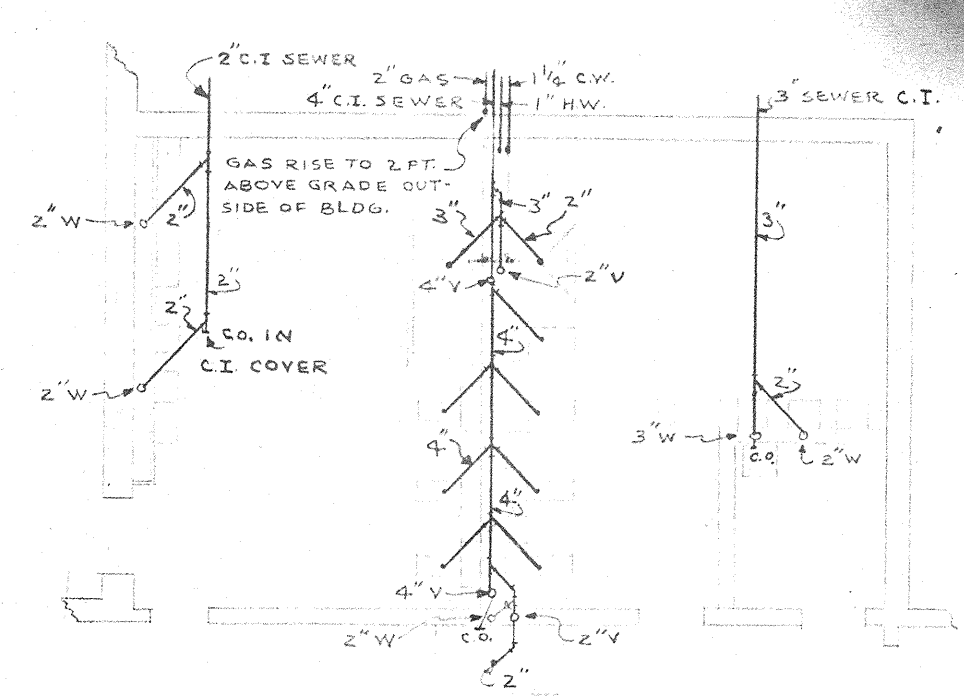 2" C.I SEWER
2" GAS
1¼" C.W.
4" C.I. SEWER
1" H.W.
3" SEWER C.I.
GAS RISE TO 2 FT.
ABOVE GRADE OUT-
SIDE OF BLDG.
2" W
2"
3"
3"
2"
3"
4" V
2" V
2"
2"
C.O. IN
C.I. COVER
4"
2" W
2"
4"
3" W
C.O.
2" W
4"
4" V
2" W
C.O.
2" V
2"